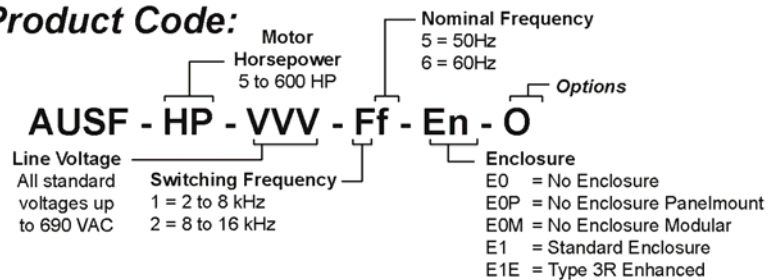 Product Code:
Motor
Horsepower
5 to 600 HP
Nominal Frequency
5 = 50Hz
6 = 60Hz
Options
AUSF - HP - VVV - Ff - En - O
Line Voltage
All standard
voltages up
to 690 VAC
Switching Frequency
1 = 2 to 8 kHz
2 = 8 to 16 kHz
Enclosure
E0 = No Enclosure
E0P = No Enclosure Panelmount
E0M = No Enclosure Modular
E1 = Standard Enclosure
E1E = Type 3R Enhanced